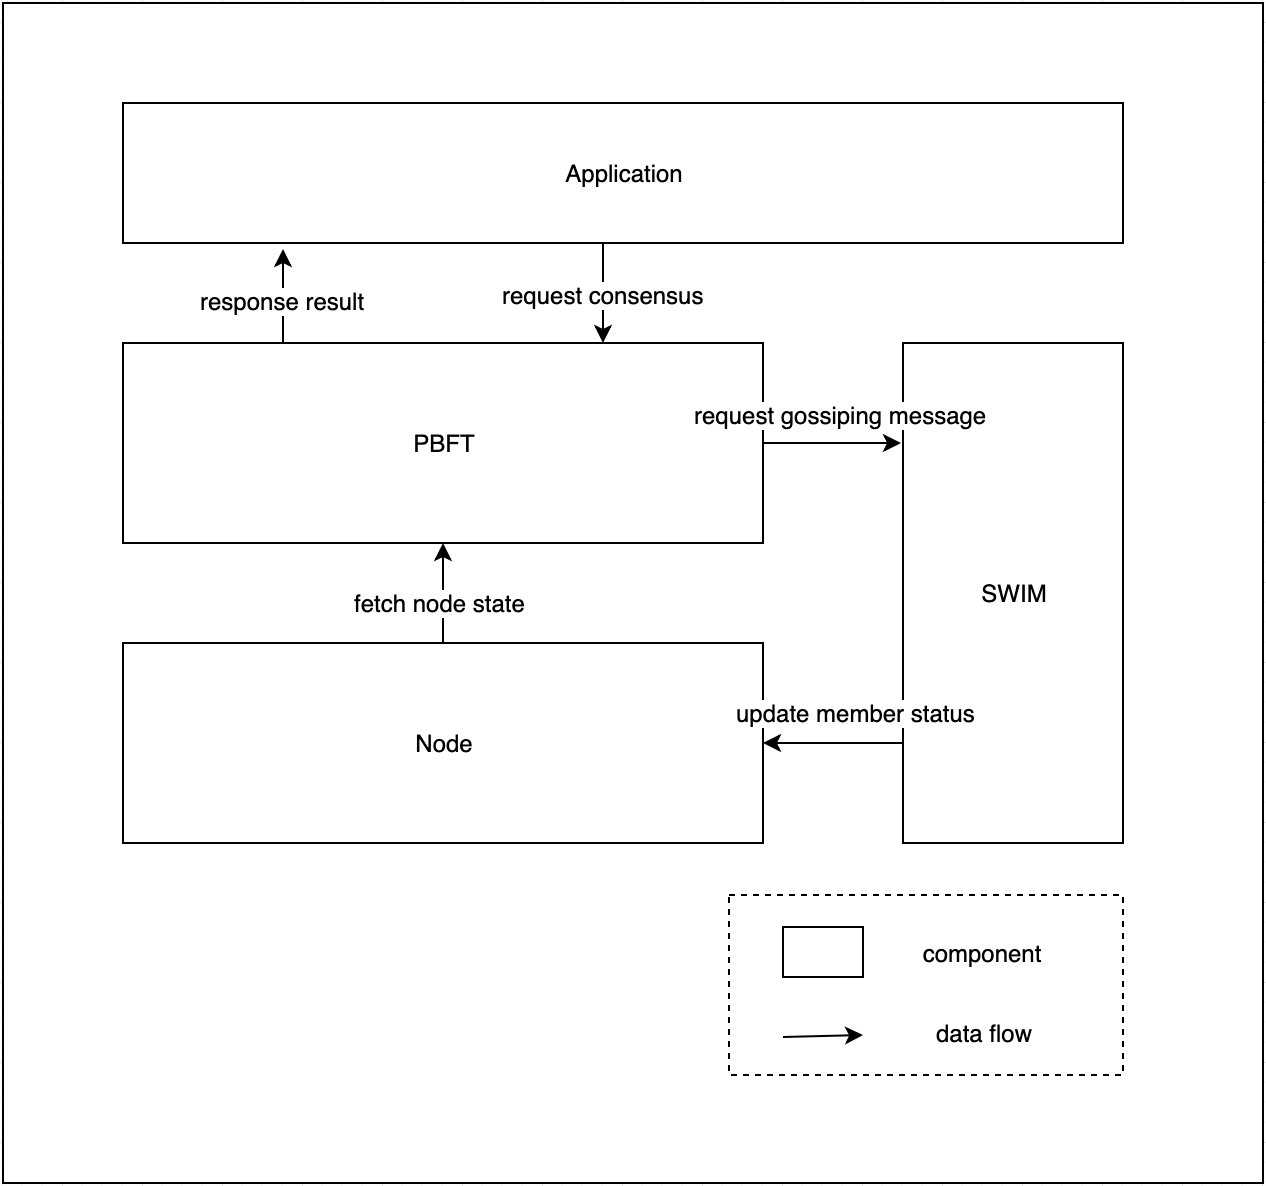 Application
response result
request consensus
request gossiping message
PBFT
SWIM
fetch node state
update member status
Node
component
data flow